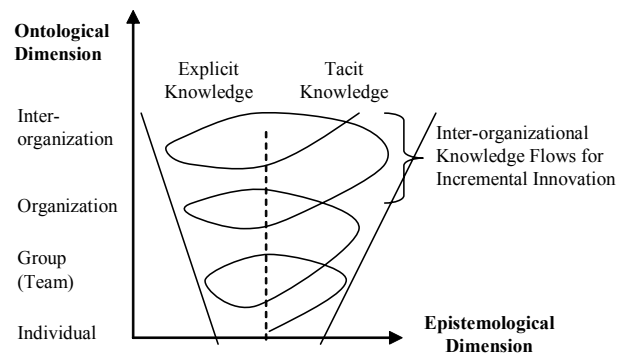 Ontological
Dimension
Explicit
Knowledge
Tacit
Knowledge
Inter-
organization
Inter-organizational
Knowledge Flows for
Incremental Innovation
Organization
Group
(Team)
Individual
Epistemological
Dimension